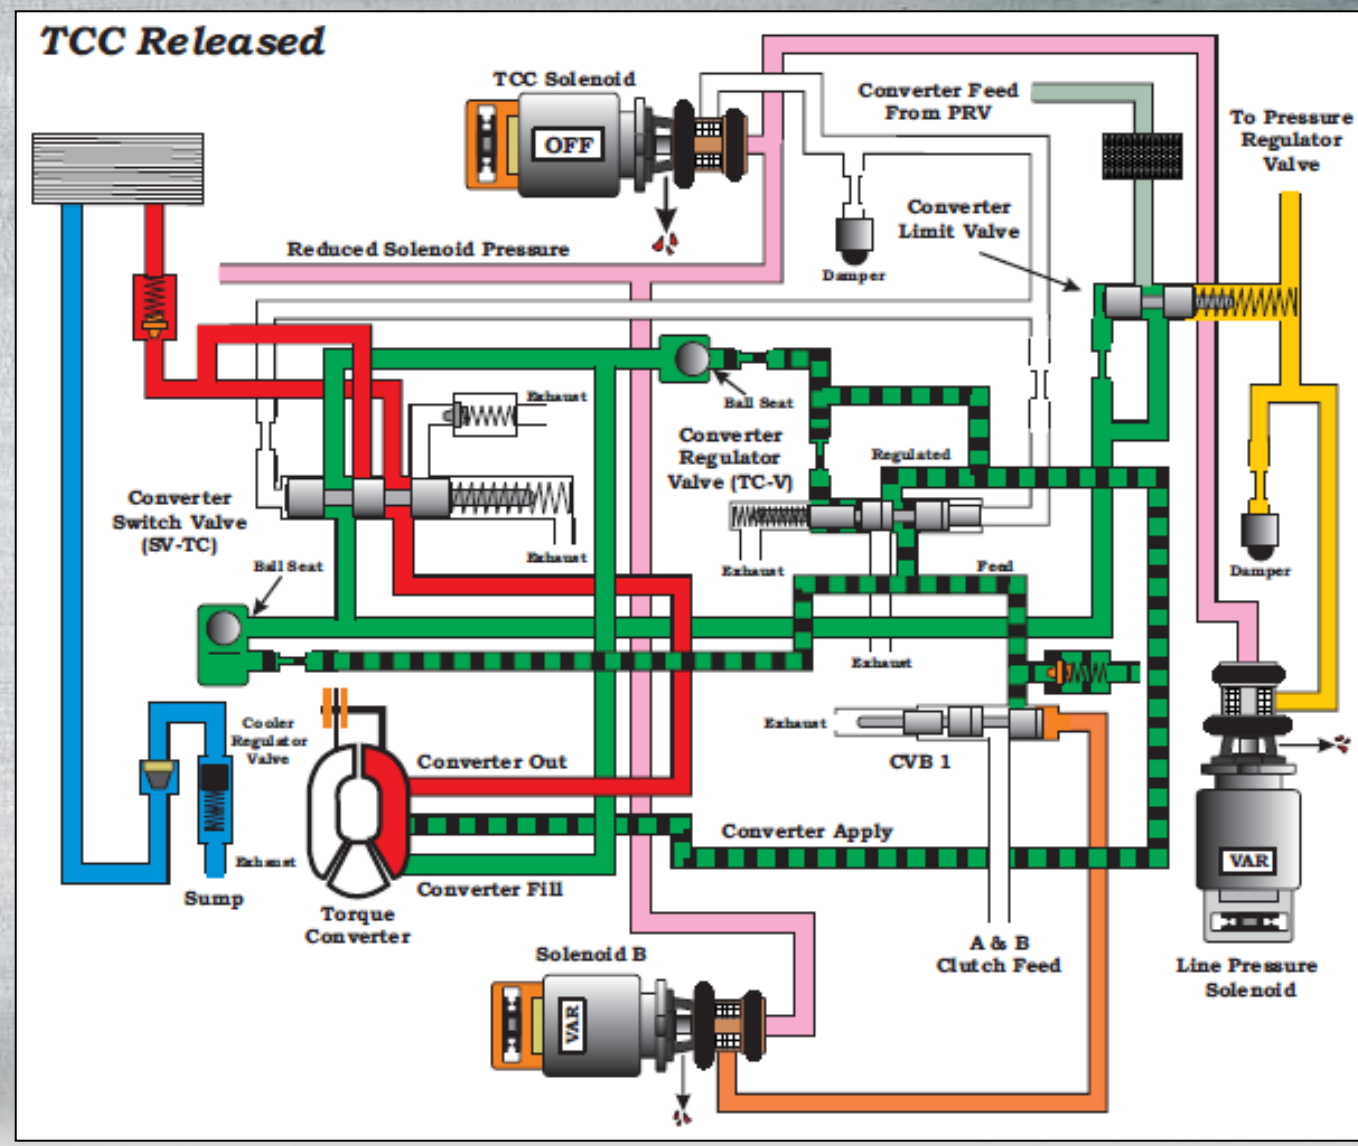 TCC Released
TCC Solenoid
OFF
Converter Feed
From PRV
To Pressure
Regulator
Valve
Converter
Limit Valve
Reduced Solenoid Pressure
Damper
Exhaust
Ball Seat
Converter
Regulator
Valve (TC-V)
Regulated
Converter
Switch Valve
(SV-TC)
Exhaust
Exhaust
Feed
Damper
Ball Seat
Exhaust
Cooler
Regulator
Valve
Exhaust
CVB 1
Converter Out
Converter Apply
VAR
Exhaust
Sump
Converter Fill
Torque
Converter
A & B
Clutch Feed
Line Pressure
Solenoid
Solenoid B
VAR